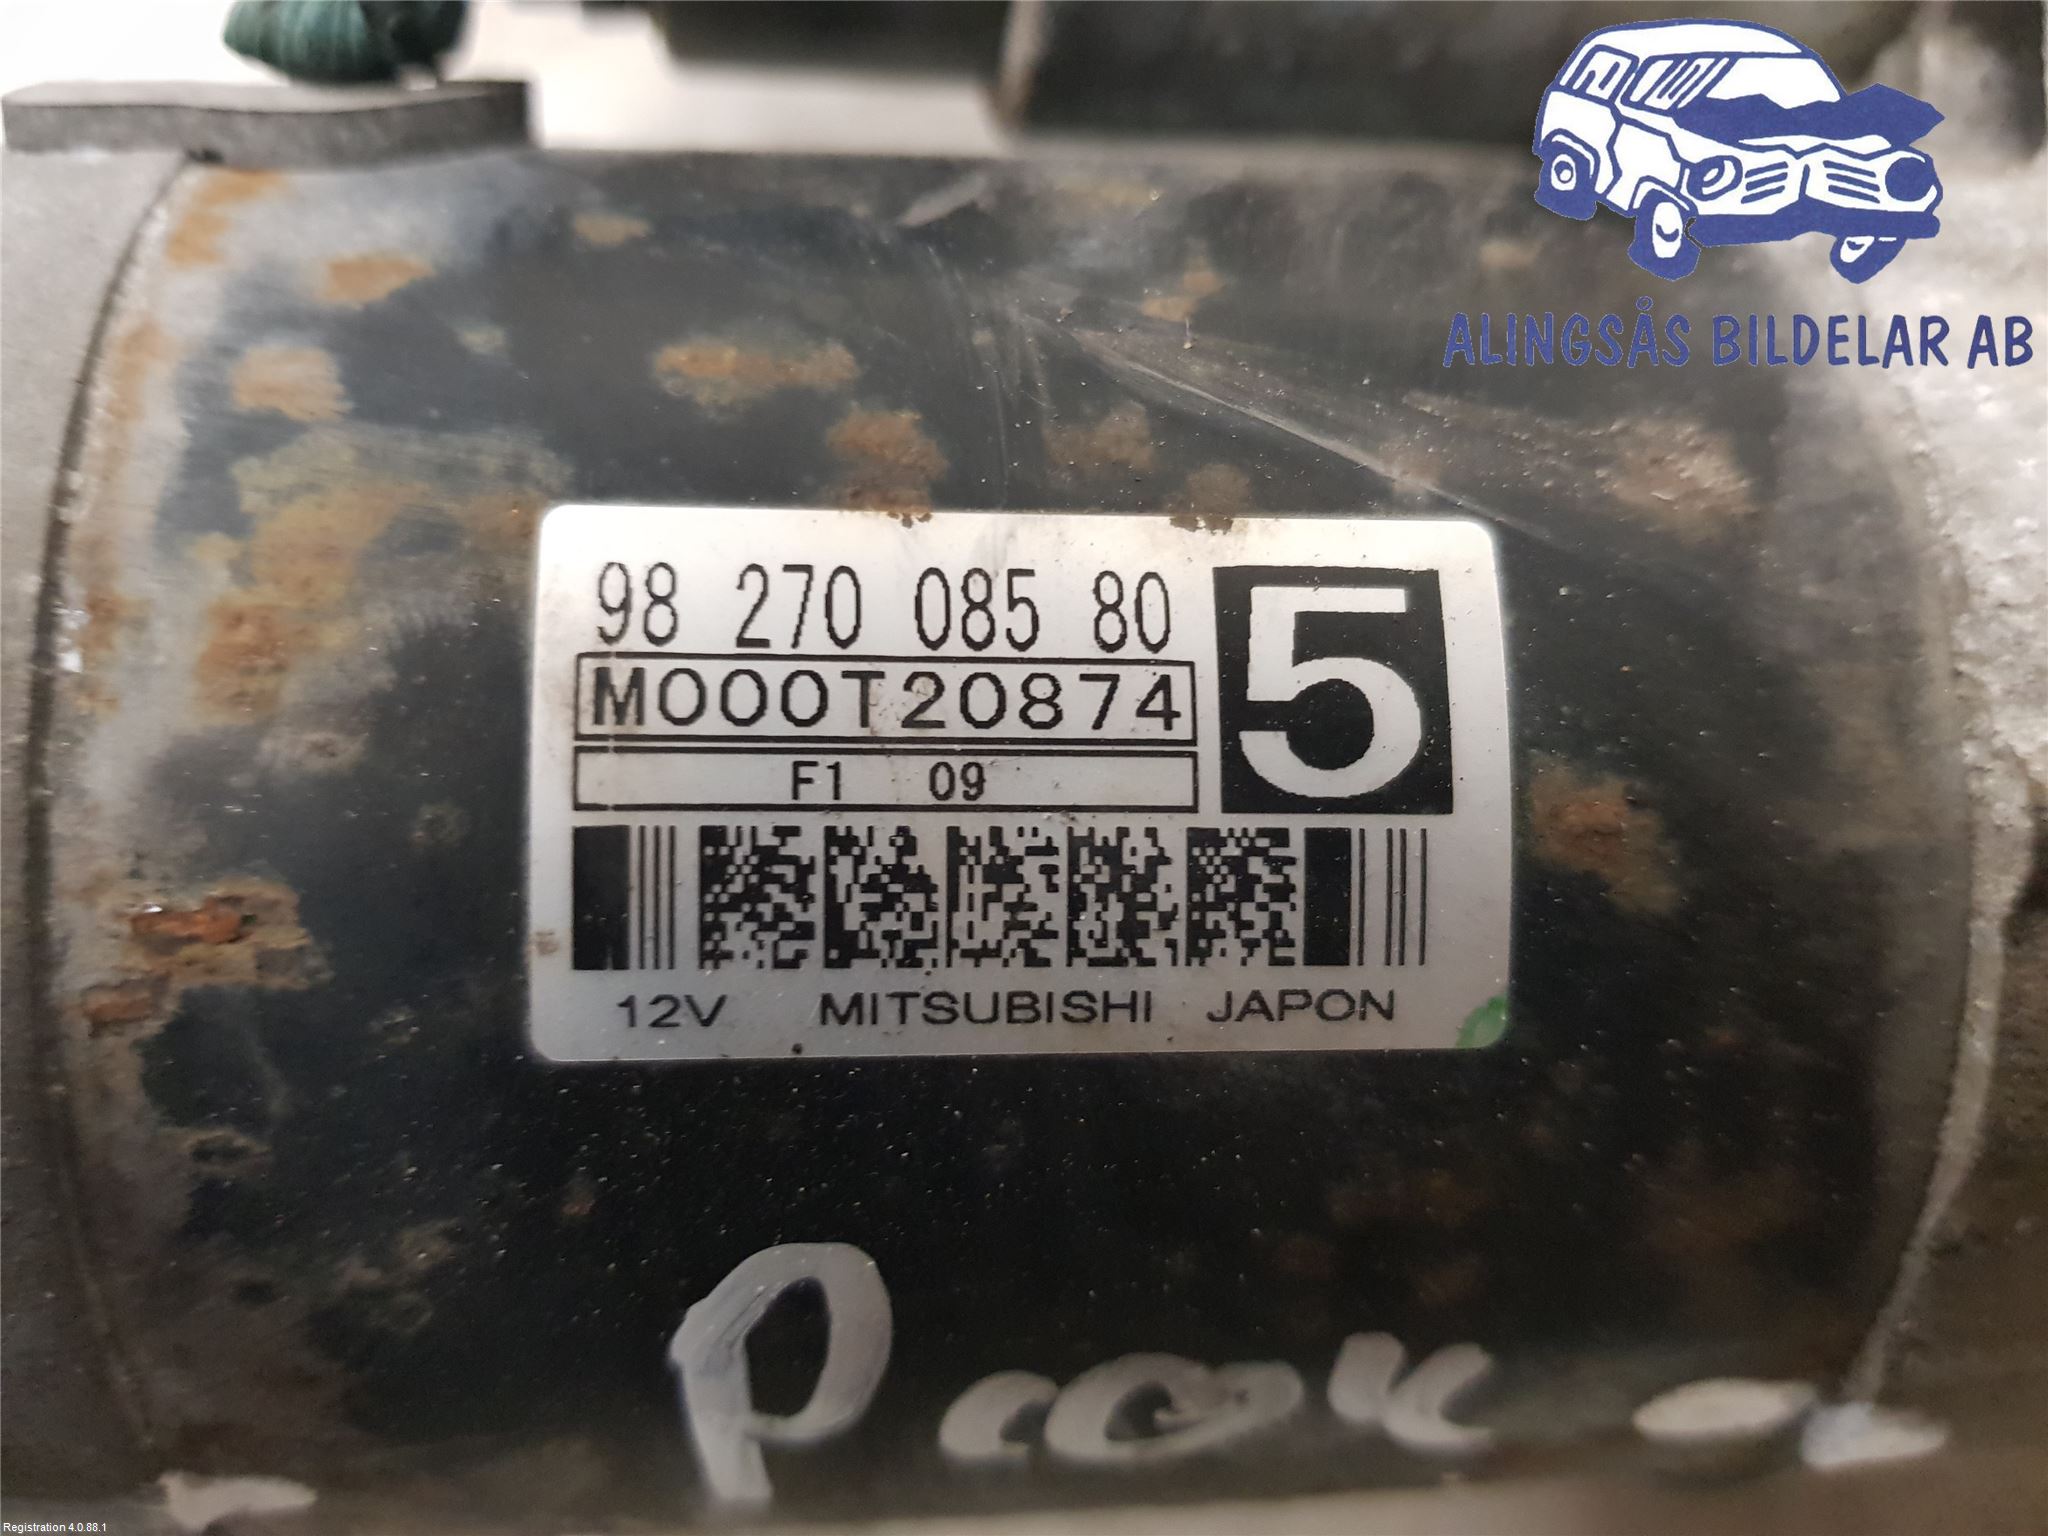 ALINGSÅS BILDELAR AB
98 270 085 80
5
M000T20874
F1 09
12V MITSUBISHI JAPON
Registration 4.0.88.1